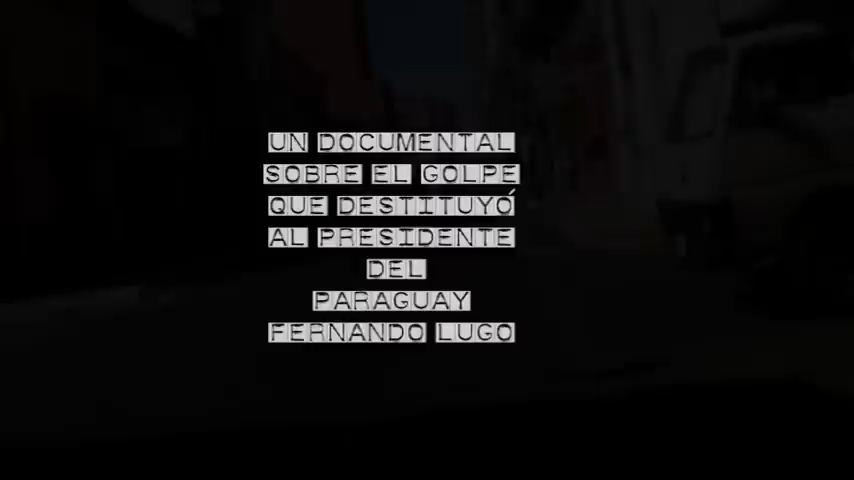 UN DOCUMENTAL
SOBRE EL GOLPE
QUE DESTITUYÓ
AL PRESIDENTE
DEL
PARAGUAY
FERNANDO LUGO